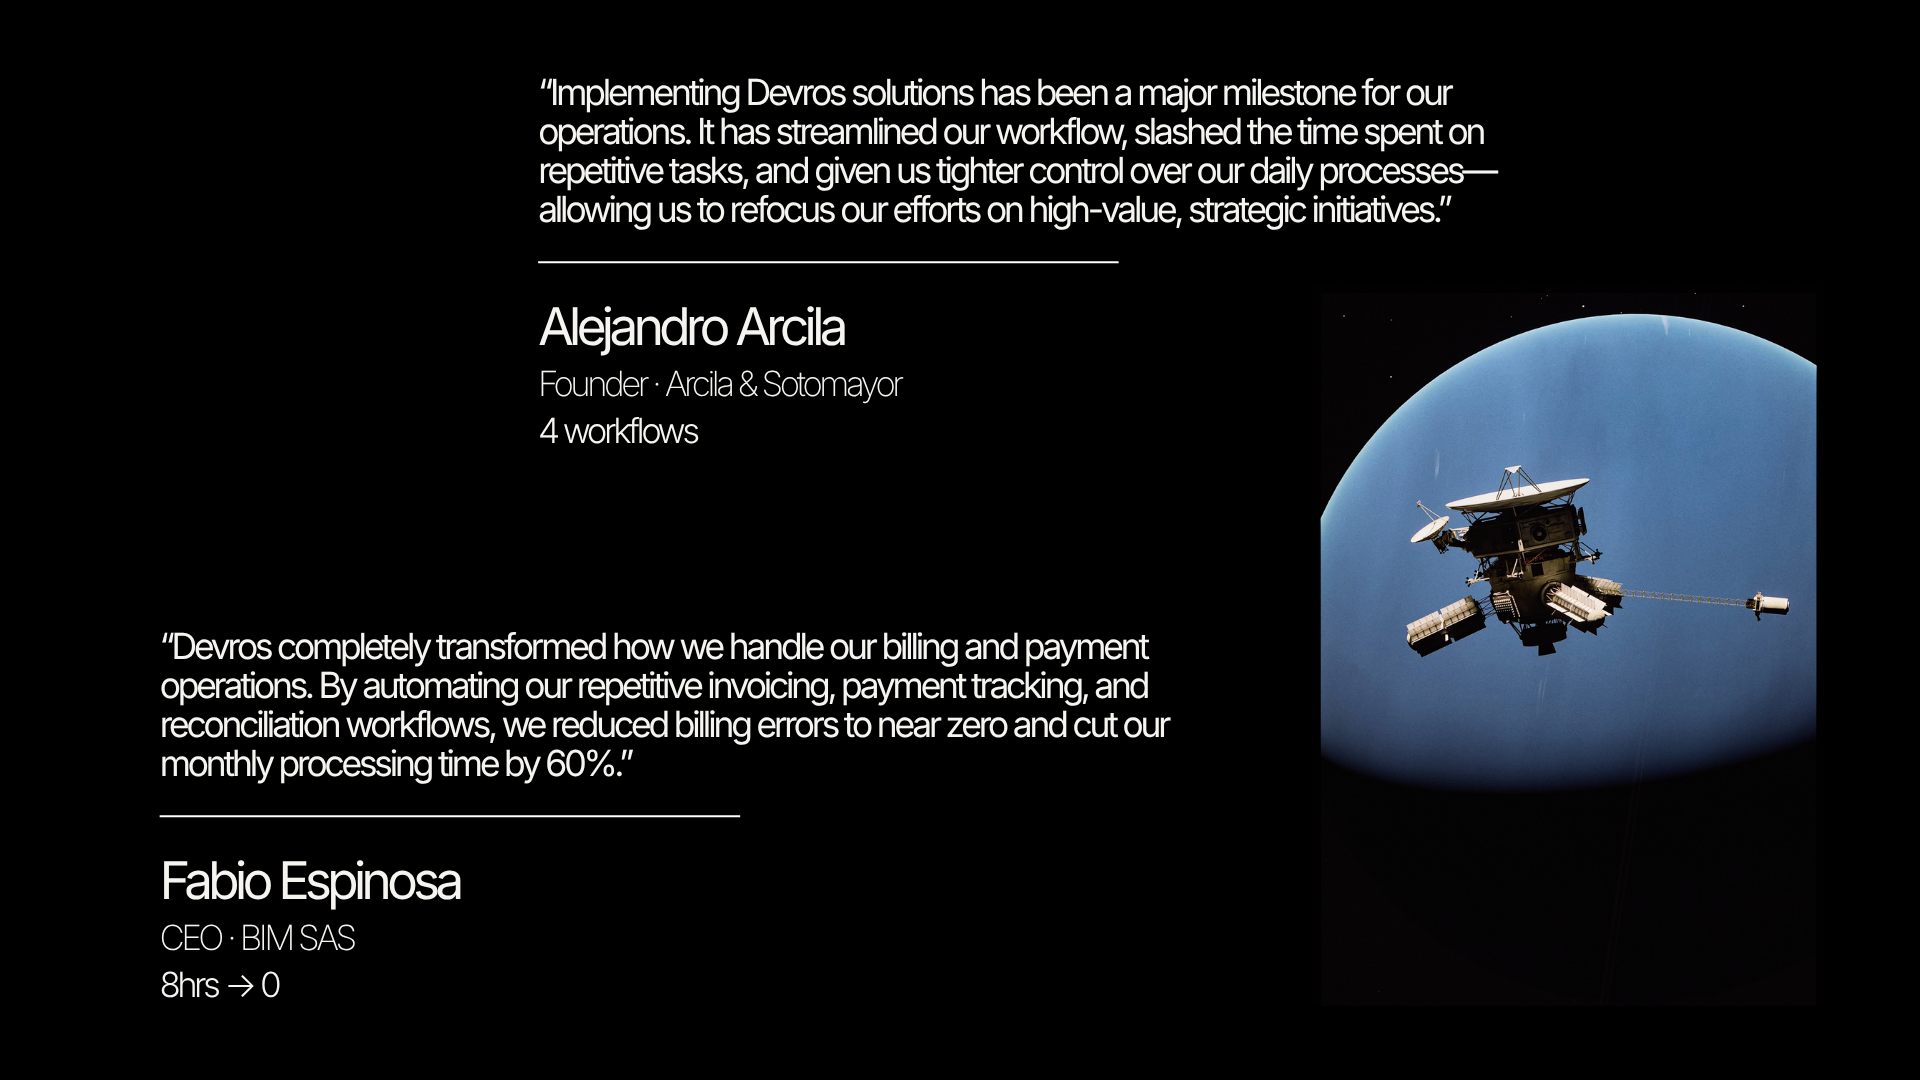 “Implementing Devros solutions has been a major milestone for our
operations. It has streamlined our workflow, slashed the time spent on
repetitive tasks, and given us tighter control over our daily processes—
allowing us to refocus our efforts on high-value, strategic initiatives.”
Alejandro Arcila
Founder · Arcila & Sotomayor
4 workflows
“Devros completely transformed how we handle our billing and payment
operations. By automating our repetitive invoicing, payment tracking, and
reconciliation workflows, we reduced billing errors to near zero and cut our
monthly processing time by 60%.”
Fabio Espinosa
CEO · BIM SAS
8hrs → 0